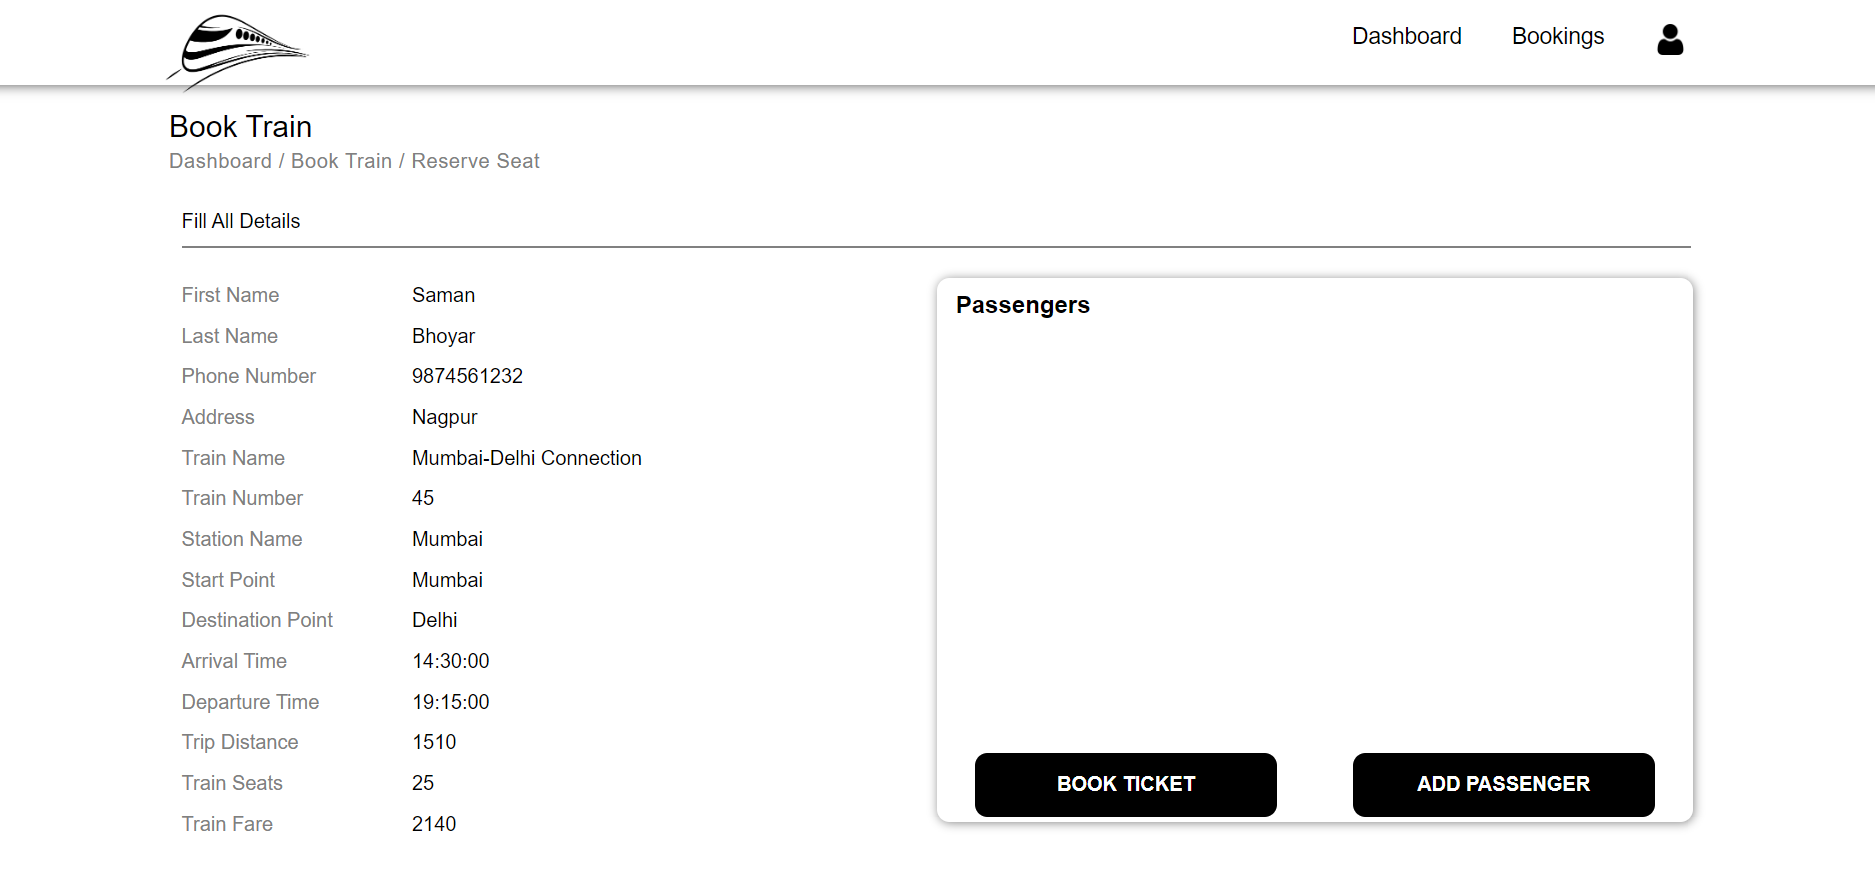 Dashboard Bookings
Book Train
Dashboard / Book Train / Reserve Seat
Fill All Details
First Name Saman
Last Name Bhoyar
Phone Number 9874561232
Address Nagpur
Train Name Mumbai-Delhi Connection
Train Number 45
Station Name Mumbai
Start Point Mumbai
Destination Point Delhi
Arrival Time 14:30:00
Departure Time 19:15:00
Trip Distance 1510
Train Seats 25
Train Fare 2140
Passengers
BOOK TICKET ADD PASSENGER